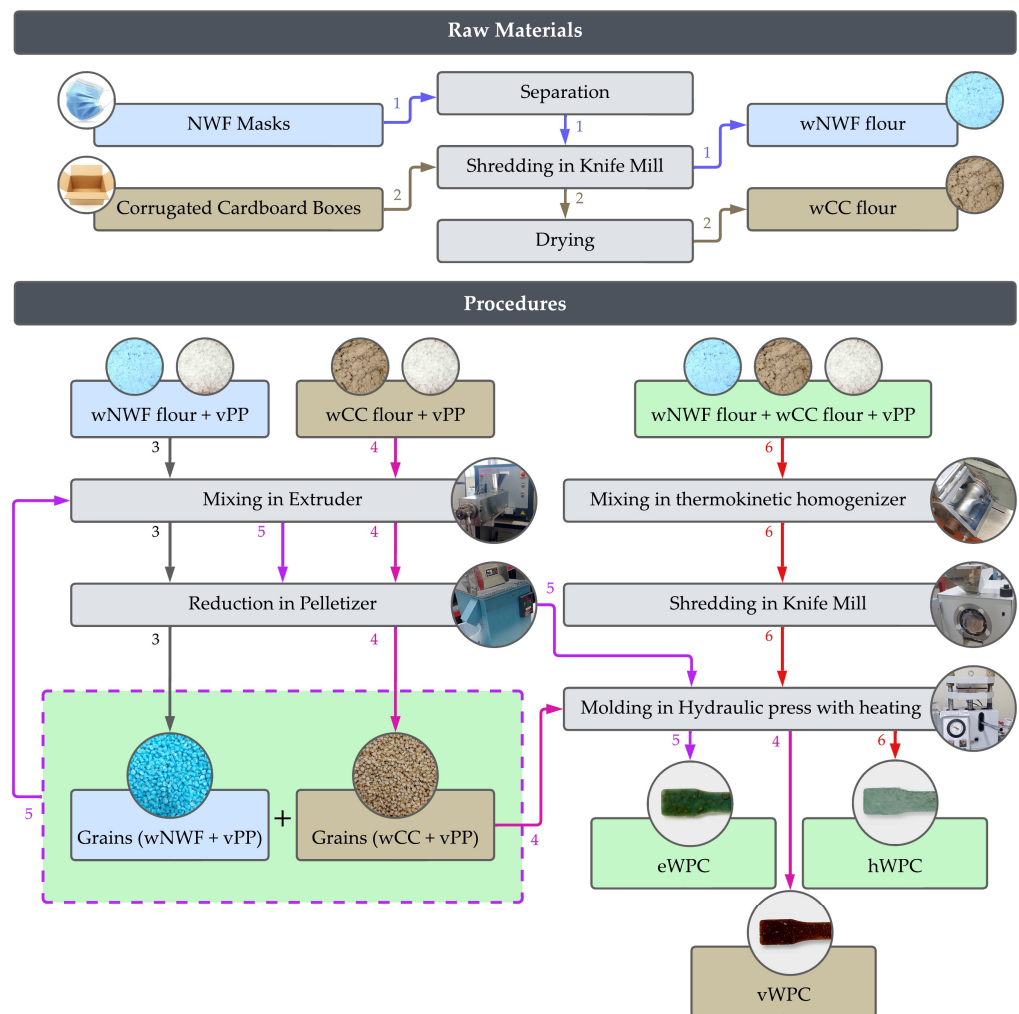 Raw Materials
Separation
1
NWF Masks
wNWF flour
1
1
Shredding in Knife Mill
2
2
Corrugated Cardboard Boxes
wCC flour
2
Drying
Procedures
wNWF flour + vPP
wCC flour + vPP
wNWF flour + wCC flour + vPP
3
4
6
Mixing in Extruder
Mixing in thermokinetic homogenizer
3
5
4
6
5
Reduction in Pelletizer
Shredding in Knife Mill
3
4
6
Molding in Hydraulic press with heating
5
4
6
5
Grains (wNWF + vPP)
+
Grains (wCC + vPP)
4
eWPC
hWPC
vWPC